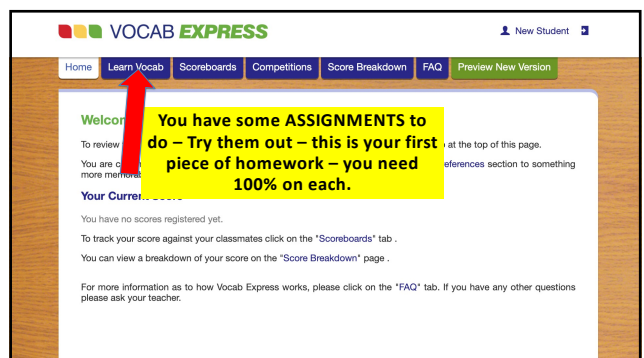 VOCAB EXPRESS
New Student
Home Learn Vocab Scoreboards Competitions Score Breakdown FAQ Preview New Version
You have some ASSIGNMENTS to
do – Try them out – this is your first
piece of homework – you need
100% on each.
To review at the top of this page.
You are eferences section to something
more
Your
You have no scores registered yet.
To track your score against your classmates click on the "Scoreboards" tab .
You can view a breakdown of your score on the "Score Breakdown" page .
For more information as to how Vocab Express works, please click on the "FAQ" tab. If you have any other questions
please ask your teacher.